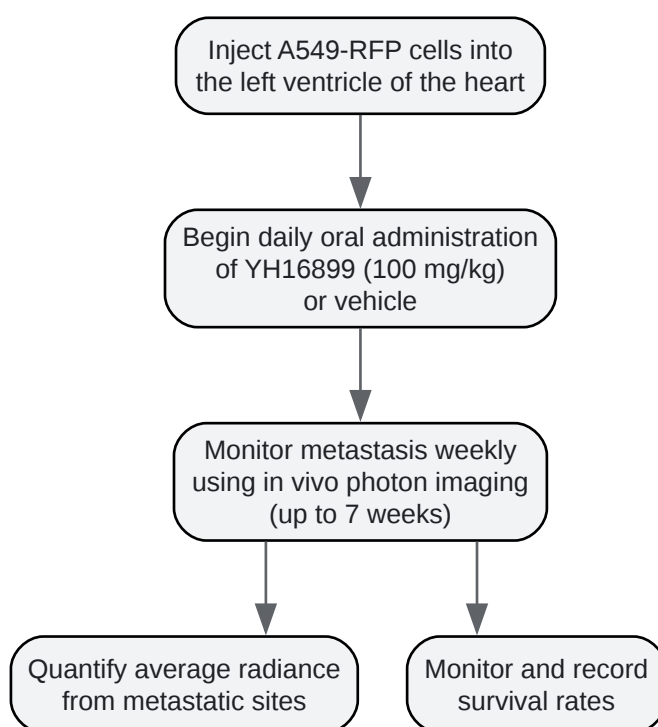 Inject A549-RFP cells into
the left ventricle of the heart
Begin daily oral administration
of YH16899 (100 mg/kg)
or vehicle
Monitor metastasis weekly
using in vivo photon imaging
(up to 7 weeks)
Quantify average radiance
from metastatic sites
Monitor and record
survival rates